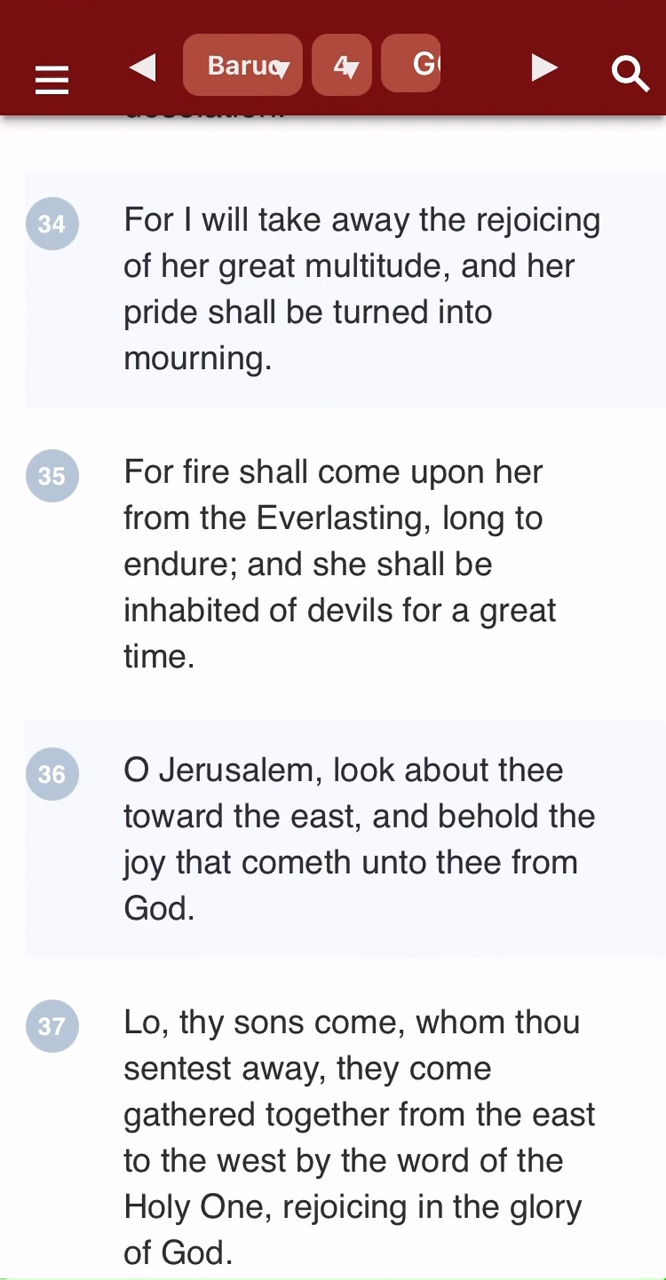 Baruc
4
G
34
For I will take away the rejoicing
of her great multitude, and her
pride shall be turned into
mourning.
35
For fire shall come upon her
from the Everlasting, long to
endure; and she shall be
inhabited of devils for a great
time.
36
O Jerusalem, look about thee
toward the east, and behold the
joy that cometh unto thee from
God.
37
Lo, thy sons come, whom thou
sentest away, they come
gathered together from the east
to the west by the word of the
Holy One, rejoicing in the glory
of God.